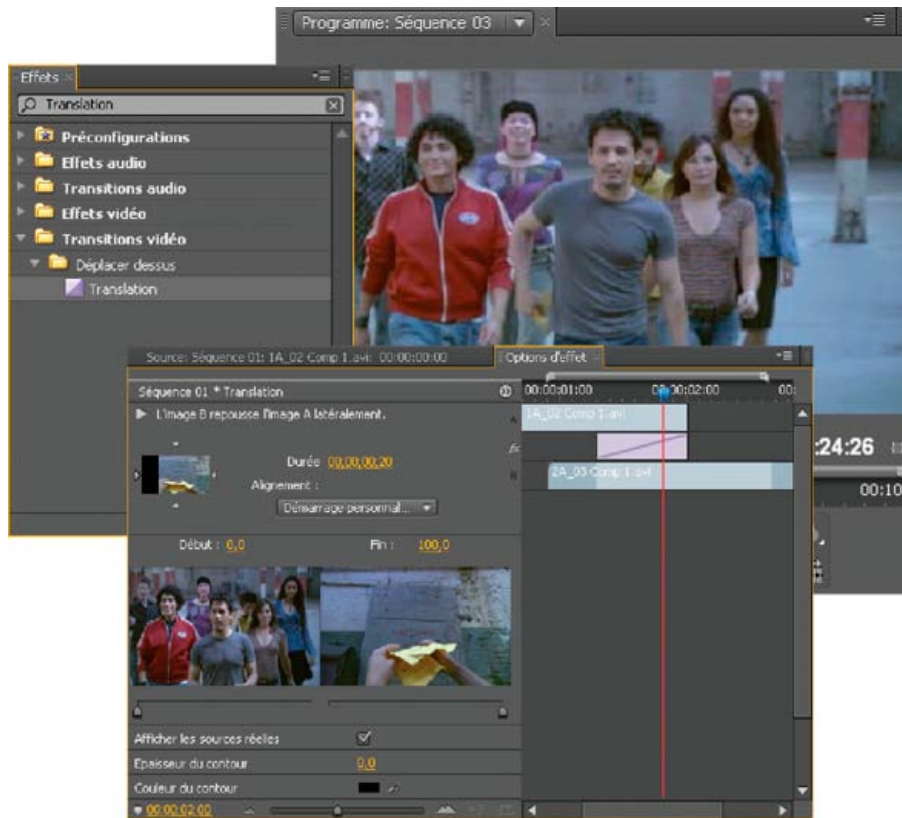 Programme: Séquence 03
Effets
Translation
Préconfigurations
Effets audio
Transitions audio
Effets vidéo
Transitions vidéo
Déplacer dessus
Translation
:24:26
00:10
Source: Séquence 01: 1A_02 Comp 1.avi: 00:00:00:00
Options d'effet
Séquence 01 * Translation
00:00:01:00
00:00:02:00
00:
L'image B repousse l'image A latéralement.
1A_02 Comp 1.avi
fx
Durée 00;00;00;20
2A_03 Comp 1.avi
Alignement :
Démarrage personnal...
Début : 0,0
Fin : 100,0
Afficher les sources réelles
Epaisseur du contour 0,0
Couleur du contour
00:00:02:00